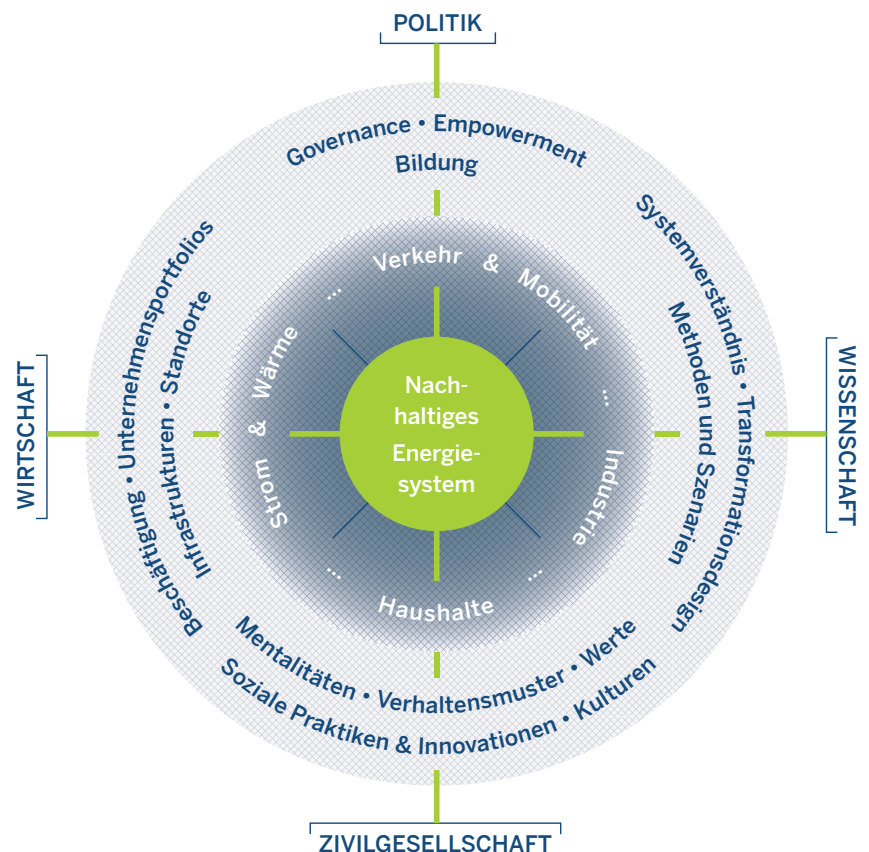 POLITIK
Governance • Empowerment
Bildung
WIRTSCHAFT
Beschäftigung • Unternehmensportfolios
Infrastrukturen • Standorte
Strom & Wärme
...
Verkehr & Mobilität
...
Industrie
...
Haushalte
...
Nach-
haltiges
Energie-
system
Systemverständnis • Transformationsdesign
Methoden und Szenarien
WISSENSCHAFT
Mentalitäten • Verhaltensmuster • Werte
Soziale Praktiken & Innovationen • Kulturen
ZIVILGESELLSCHAFT